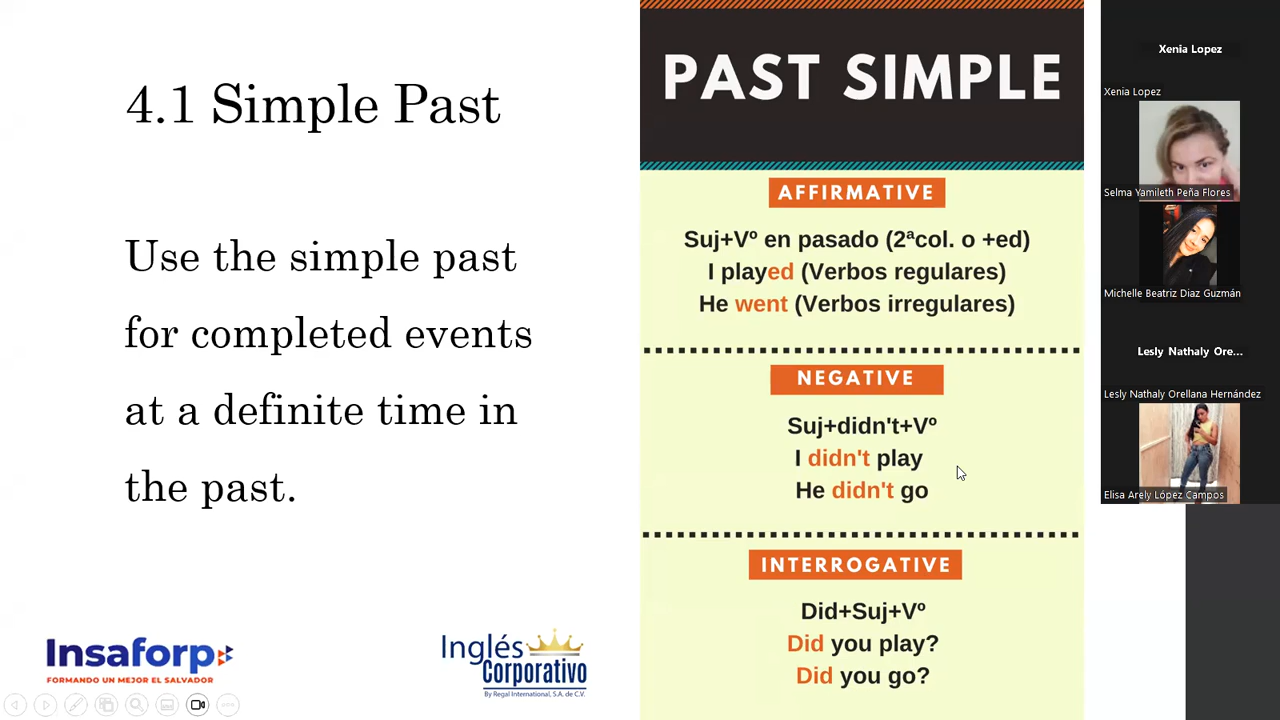 4.1 Simple Past
Use the simple past
for completed events
at a definite time in
the past.
Insaforp
FORMANDO UN MEJOR EL SALVADOR
Inglés
Corporativo
By Regal International, S.A. de C.V.
PAST SIMPLE
AFFIRMATIVE
Suj+Vº en pasado (2ªcol. o +ed)
I played (Verbos regulares)
He went (Verbos irregulares)
NEGATIVE
Suj+didn't+Vº
I didn't play
He didn't go
INTERROGATIVE
Did+Suj+Vº
Did you play?
Did you go?
Xenia Lopez
Xenia Lopez
Selma Yamileth Peña Flores
Michelle Beatriz Diaz Guzmán
Lesly Nathaly Ore...
Lesly Nathaly Orellana Hernández
Elisa Arely López Campos